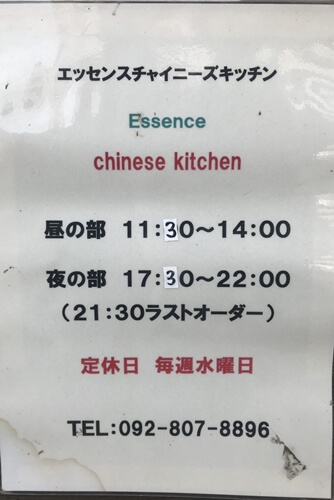 エッセンスチャイニーズキッチン
Essence
chinese kitchen
昼の部 11:30～14:00
夜の部 17:30～22:00
（21:30ラストオーダー）
定休日 毎週水曜日
TEL:092-807-8896